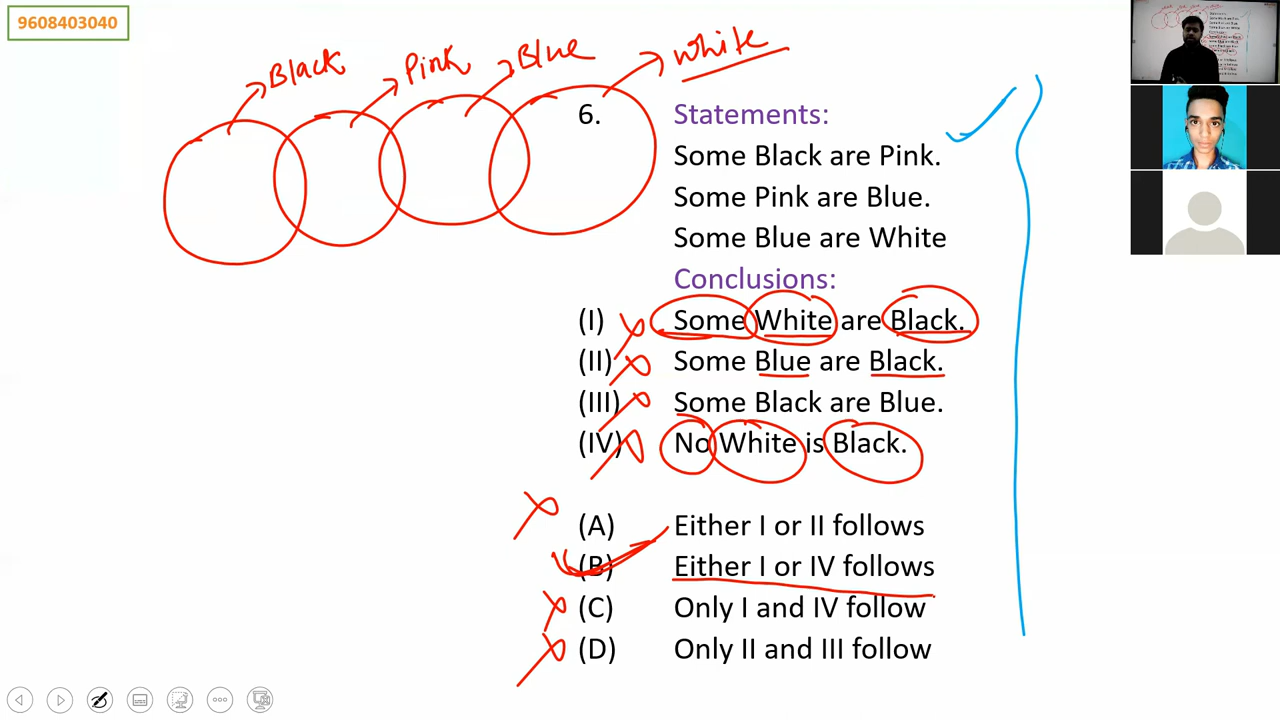 9608403040
Black
Pink
Blue
White
6.
Statements:
Some Black are Pink.
Some Pink are Blue.
Some Blue are White
Conclusions:
(I) Some White are Black.
(II) Some Blue are Black.
(III) Some Black are Blue.
(IV) No White is Black.
(A) Either I or II follows
(B) Either I or IV follows
(C) Only I and IV follow
(D) Only II and III follow